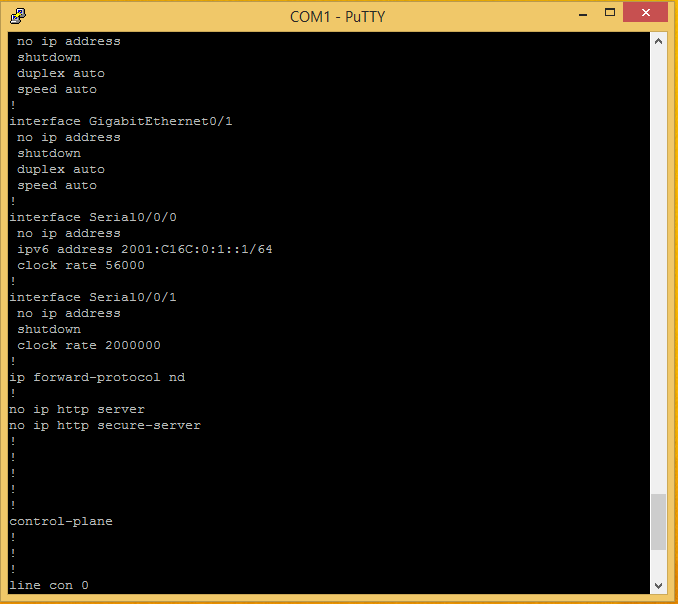 COM1 - PuTTY
no ip address
shutdown
duplex auto
speed auto
!
interface GigabitEthernet0/1
no ip address
shutdown
duplex auto
speed auto
!
interface Serial0/0/0
no ip address
ipv6 address 2001:C16C:0:1::1/64
clock rate 56000
!
interface Serial0/0/1
no ip address
shutdown
clock rate 2000000
!
ip forward-protocol nd
!
no ip http server
no ip http secure-server
!
!
!
!
!
control-plane
!
!
!
line con 0